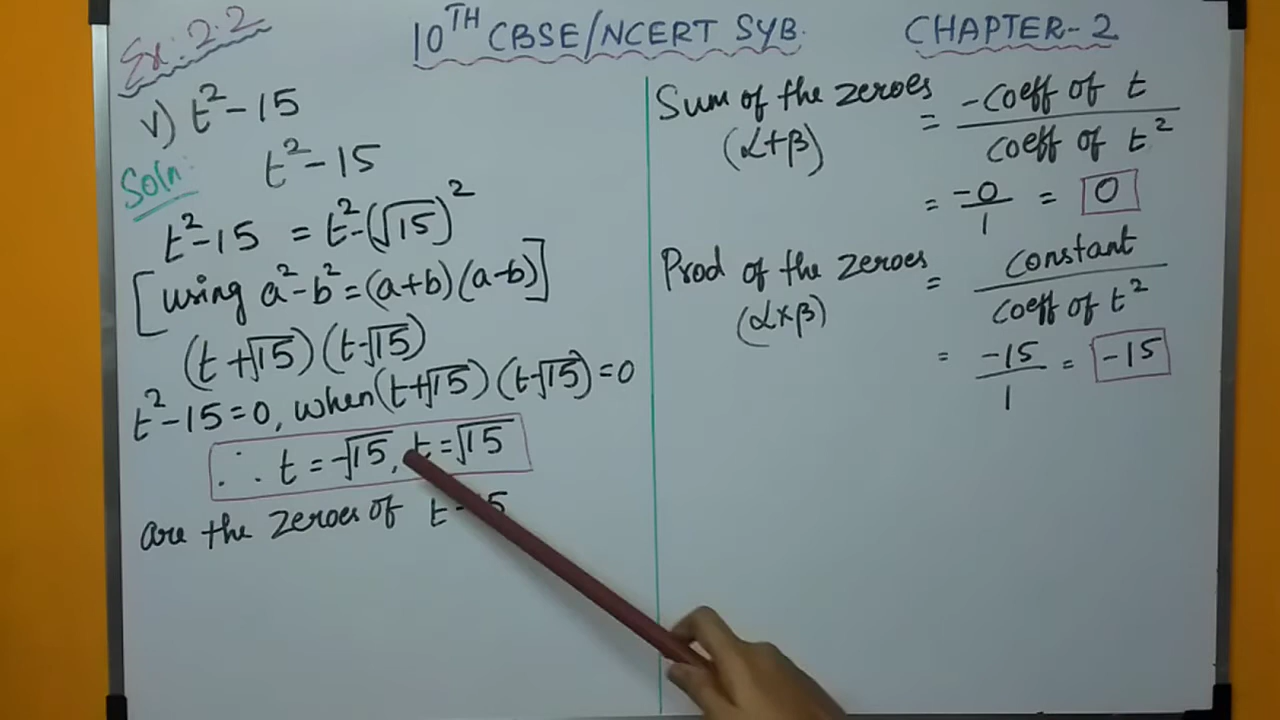 Ex: 2.2
10TH CBSE/NCERT SYB.
CHAPTER-2
v) t²-15
Soln:
t²-15
t²-15 = t²-(√15)²
[using a²-b²=(a+b)(a-b)]
(t+√15)(t-√15)
t²-15=0, when(t+√15)(t-√15)=0
∴ t=-√15, t=√15
are the zeroes of t
Sum of the zeroes = -coeff of t / coeff of t²
(α+β)
= -0/1 = 0
Prod of the zeroes = constant / coeff of t²
(α×β)
= -15/1 = -15